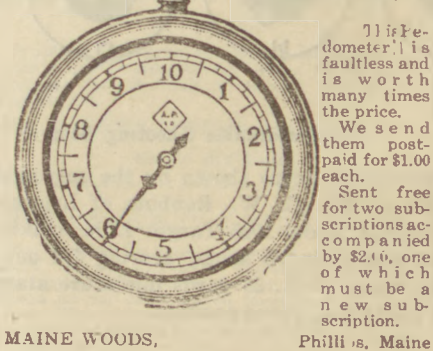 10
1
2
3
4
5
6
7
8
9
A.P.
This Pe-
dometer is
faultless and
is worth
many times
the price.
We send
them post-
paid for $1.00
each.
Sent free
for two sub-
scriptions ac-
companied
by $2.00, one
of which
must be a
new sub-
scription.
MAINE WOODS,
Phillips, Maine